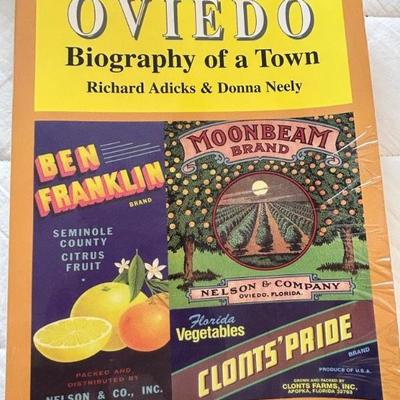 OVIEDO
Biography of a Town
Richard Adicks & Donna Neely
BEN
FRANKLIN
BRAND
SEMINOLE
COUNTY
CITRUS
FRUIT
PACKED AND
DISTRIBUTED BY
NELSON & CO., INC.
MOONBEAM
BRAND
NELSON & COMPANY
OVIEDO, FLORIDA.
Florida
Vegetables
CLONTS' PRIDE
BRAND
PRODUCE OF U.S.A.
GROWN AND PACKED BY
CLONTS FARMS, INC.
APOPKA, FLORIDA 32703